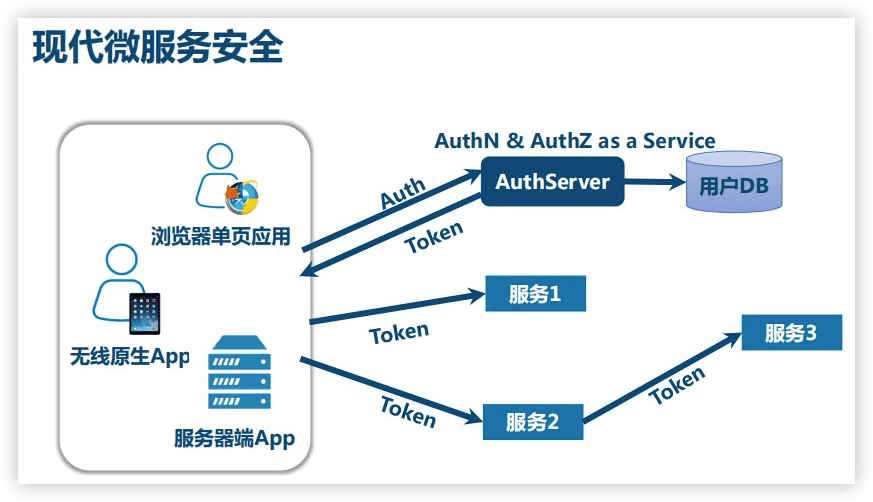 现代微服务安全
AuthN & AuthZ as a Service
AuthServer
用户DB
Auth
Token
浏览器单页应用
无线原生App
服务器端App
Token
服务1
Token
服务2
Token
服务3